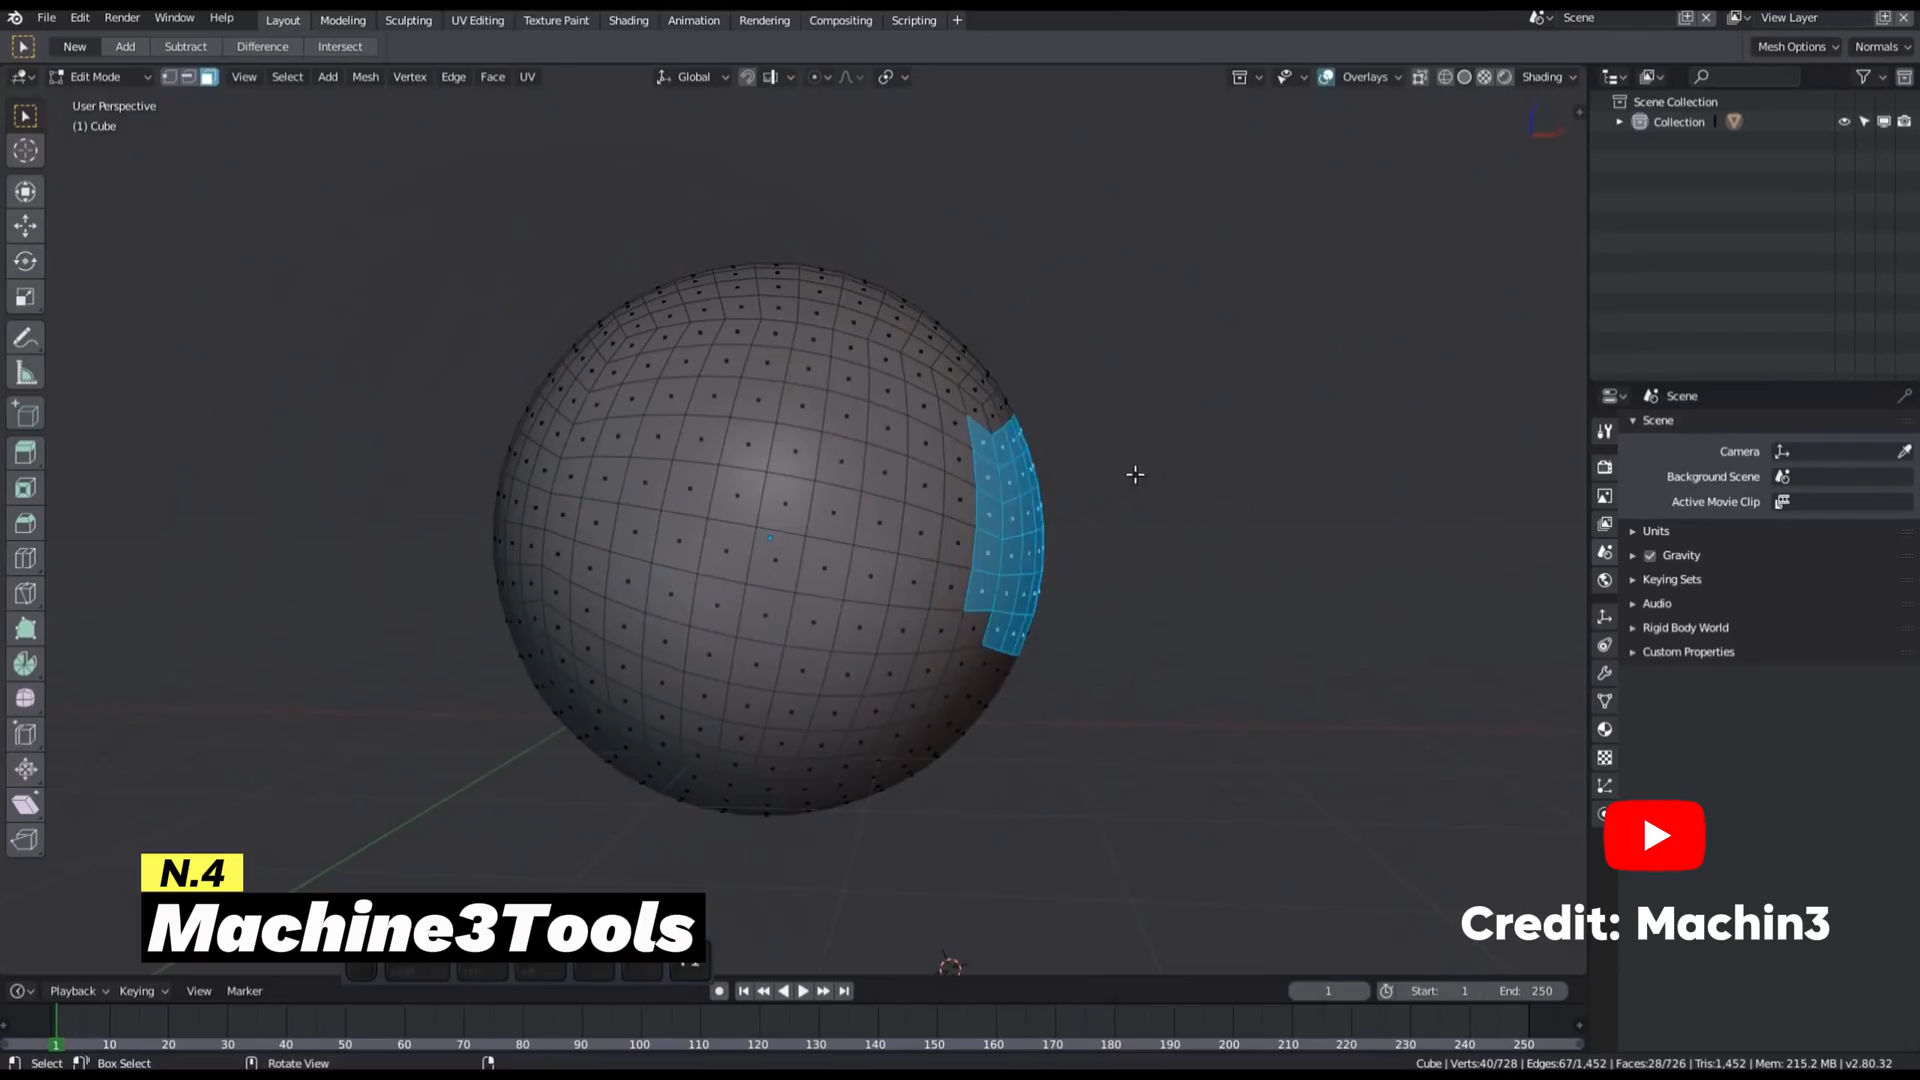 File Edit Render Window Help Layout Modeling Sculpting UV Editing Texture Paint Shading Animation Rendering Compositing Scripting + Scene View Layer
New Add Subtract Difference Intersect Mesh Options Normals
Edit Mode View Select Add Mesh Vertex Edge Face UV Global Overlays Shading
User Perspective
(1) Cube
Scene Collection
Collection
Scene
Scene
Camera
Background Scene
Active Movie Clip
Units
Gravity
Keying Sets
Audio
Rigid Body World
Custom Properties
N.4
Machine3Tools
Credit: Machin3
Playback Keying View Marker 1 Start: 1 End: 250
1 10 20 30 40 50 60 70 80 90 100 110 120 130 140 150 160 170 180 190 200 210 220 230 240 250
Select Box Select Rotate View Cube | Verts:40/728 | Edges:67/1,452 | Faces:28/726 | Tris:1,452 | Mem: 215.2 MB | v2.80.32